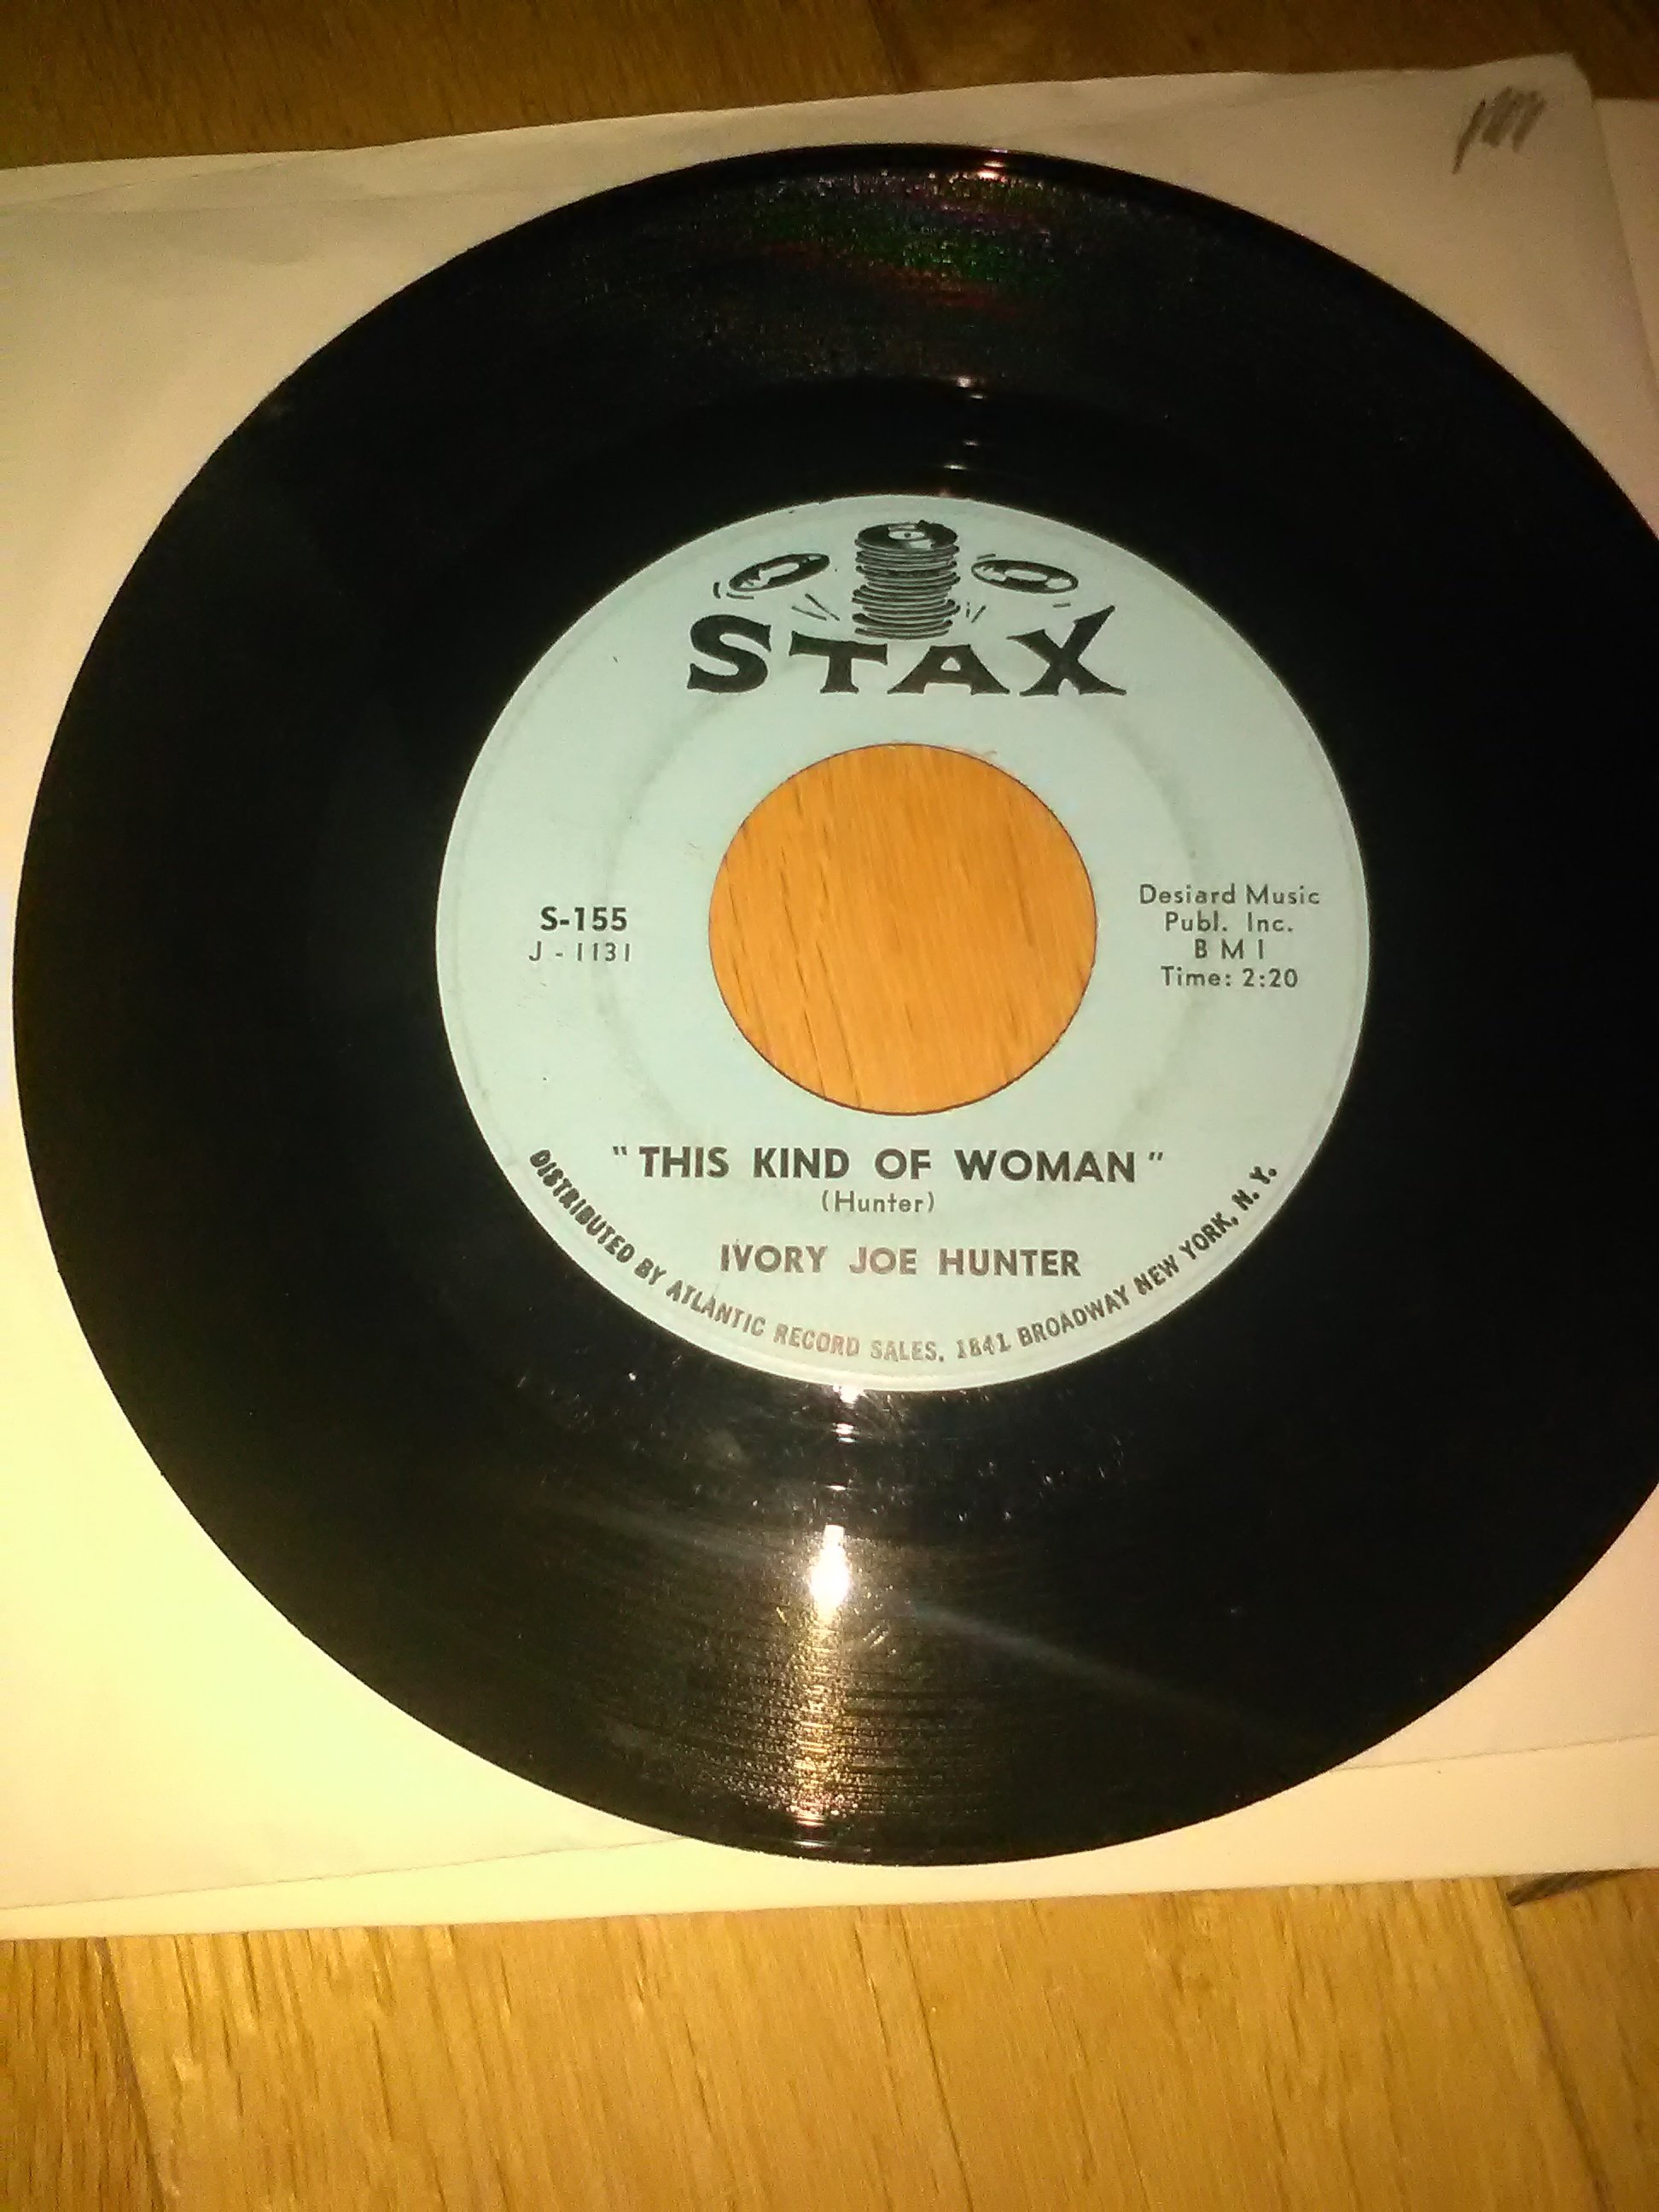 STAX
S-155
J - 1131
Desiard Music
Publ. Inc.
B M I
Time: 2:20
" THIS KIND OF WOMAN "
(Hunter)
IVORY JOE HUNTER
DISTRIBUTED BY ATLANTIC RECORD SALES, 1841 BROADWAY NEW YORK, N. Y.